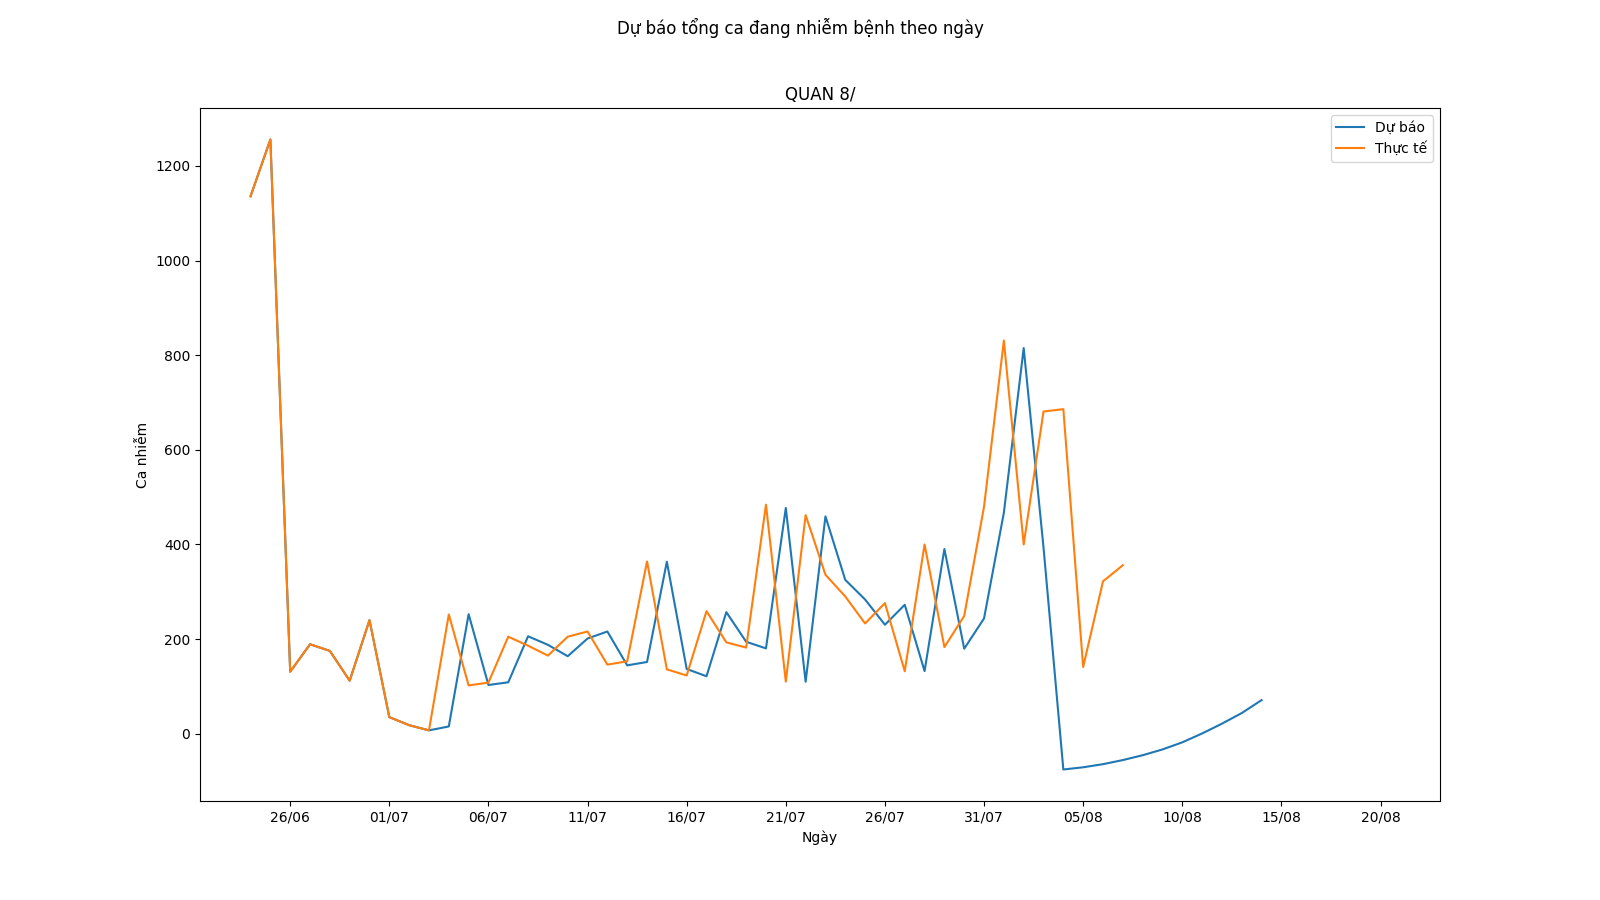 Dự báo tổng ca đang nhiễm bệnh theo ngày
QUAN 8/
Dự báo
Thực tế
1200
1000
800
600
400
200
0
Ca nhiễm
26/06 01/07 06/07 11/07 16/07 21/07 26/07 31/07 05/08 10/08 15/08 20/08
Ngày